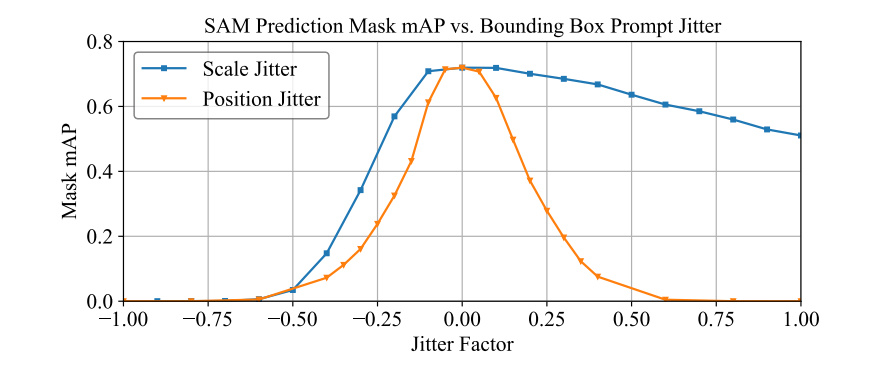 SAM Prediction Mask mAP vs. Bounding Box Prompt Jitter
0.8
0.6
0.4
0.2
0.0
Mask mAP
Scale Jitter
Position Jitter
−1.00 −0.75 −0.50 −0.25 0.00 0.25 0.50 0.75 1.00
Jitter Factor